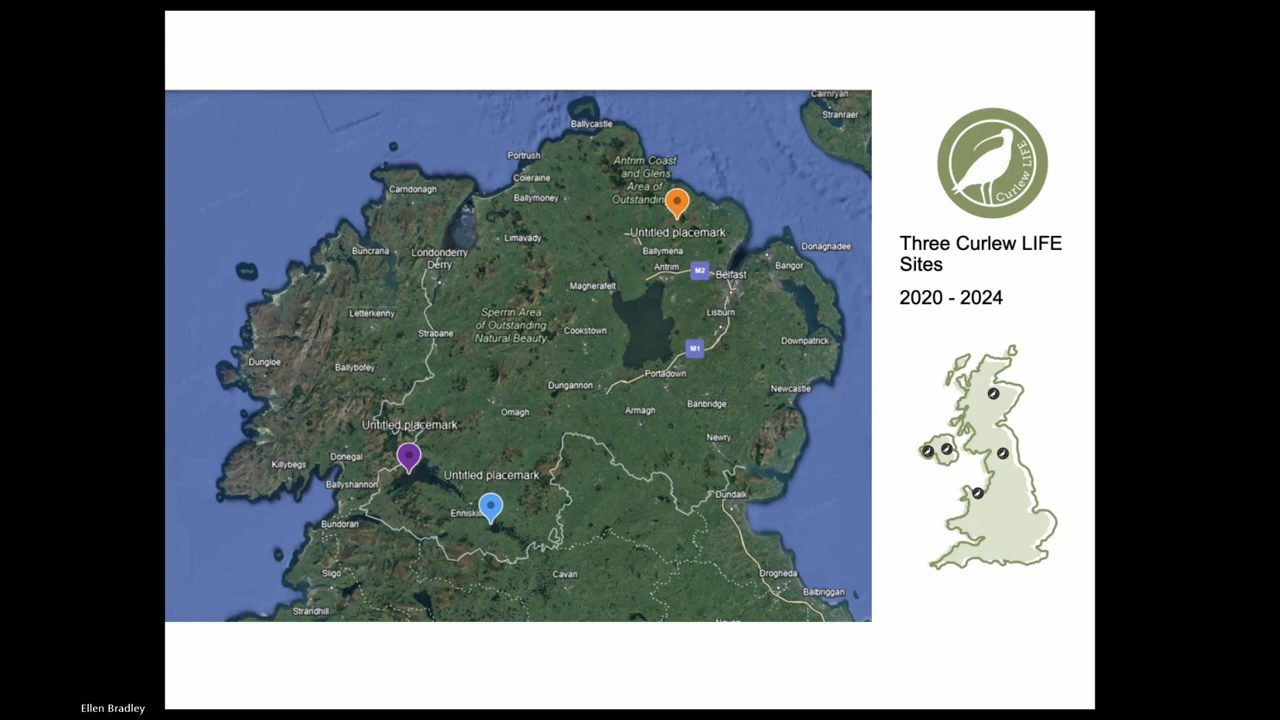 Cairnryan
Stranraer
Ballycastle
Portrush
Antrim Coast
and Glens
Area of
Outstandin
Coleraine
Carndonagh
Ballymoney
Untitled placemark
Limavady
Buncrana
Londonderry
Derry
Ballymena
Donaghadee
Antrim
M2
Belfast
Bangor
Magherafelt
Letterkenny
Sperrin Area
of Outstanding
Natural Beauty
Strabane
Cookstown
Lisburn
Downpatrick
M1
Dungloe
Ballybofey
Portadown
Dungannon
Newcastle
Omagh
Armagh
Banbridge
Untitled placemark
Newry
Killybegs
Donegal
Untitled placemark
Ballyshannon
Enniski
Dundalk
Bundoran
Sligo
Cavan
Drogheda
Strandhill
Balbriggan
Curlew LIFE
Three Curlew LIFE
Sites
2020 - 2024
Ellen Bradley